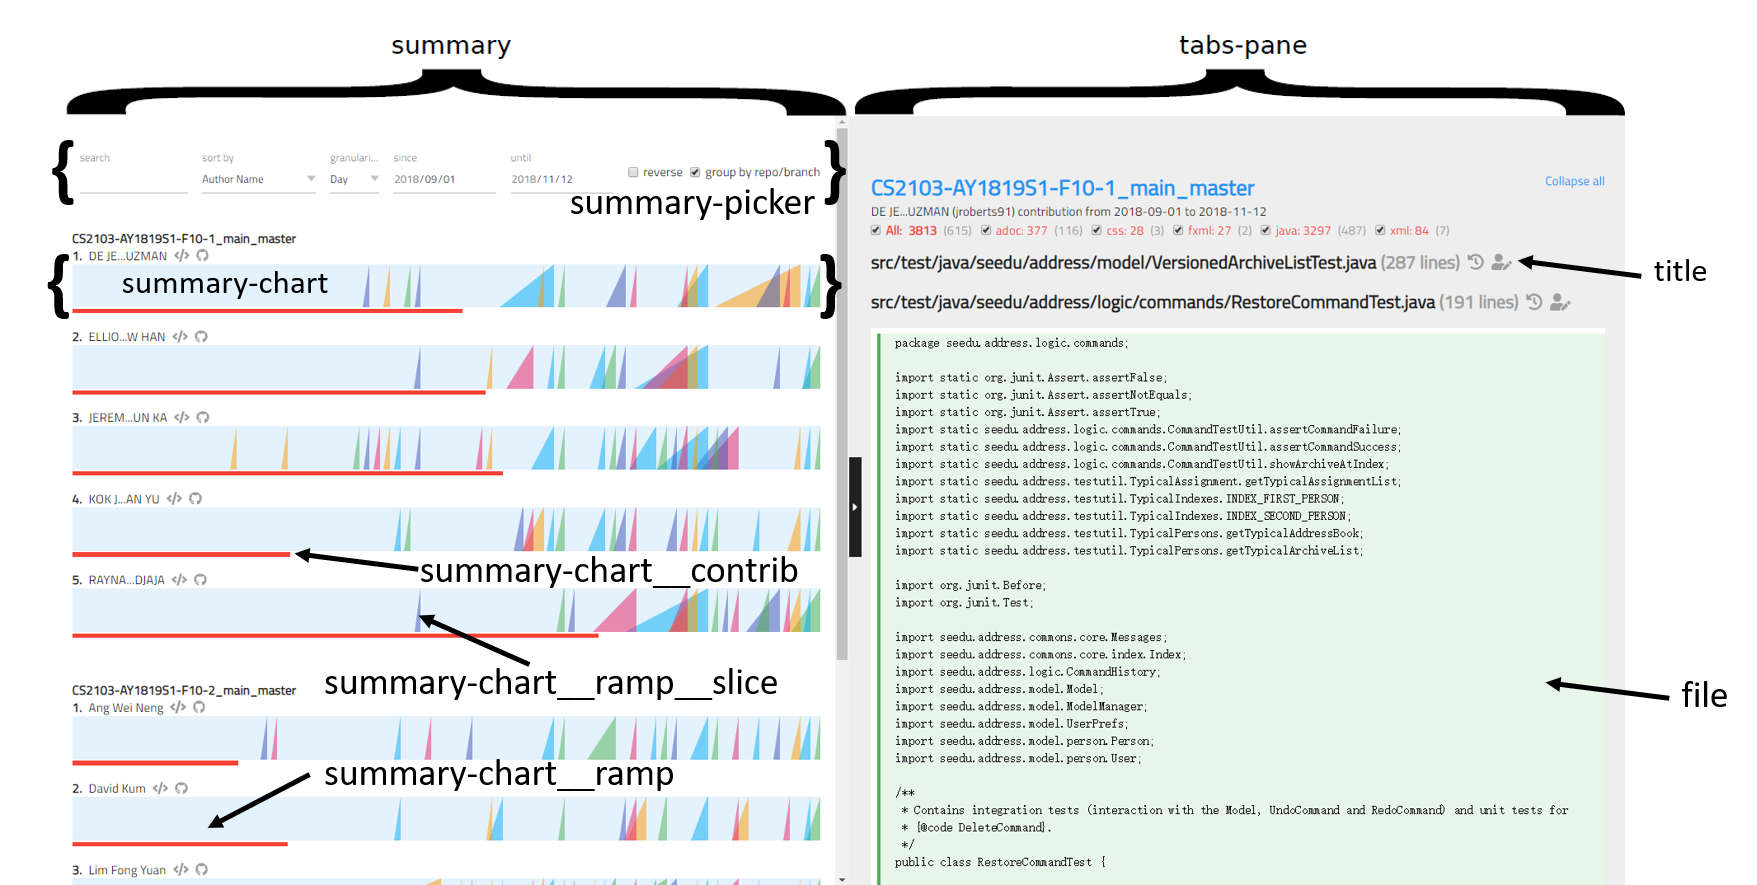 summary
tabs-pane
search
sort by
granulari...
since
until
Author Name
Day
2018/09/01
2018/11/12
reverse
group by repo/branch
summary-picker
CS2103-AY1819S1-F10-1_main_master
1. DE JE...UZMAN
summary-chart
2. ELLIO...W HAN
3. JEREM...UN KA
4. KOK J...AN YU
summary-chart__contrib
5. RAYNA...DJAJA
summary-chart__ramp__slice
CS2103-AY1819S1-F10-2_main_master
1. Ang Wei Neng
summary-chart__ramp
2. David Kum
3. Lim Fong Yuan
CS2103-AY1819S1-F10-1_main_master
Collapse all
DE JE...UZMAN (jroberts91) contribution from 2018-09-01 to 2018-11-12
All: 3813 (615) adoc: 377 (116) css: 28 (3) fxml: 27 (2) java: 3297 (487) xml: 84 (7)
src/test/java/seedu/address/model/VersionedArchiveListTest.java (287 lines)
title
src/test/java/seedu/address/logic/commands/RestoreCommandTest.java (191 lines)
package seedu.address.logic.commands;
import static org.junit.Assert.assertFalse;
import static org.junit.Assert.assertNotEquals;
import static org.junit.Assert.assertTrue;
import static seedu.address.logic.commands.CommandTestUtil.assertCommandFailure;
import static seedu.address.logic.commands.CommandTestUtil.assertCommandSuccess;
import static seedu.address.logic.commands.CommandTestUtil.showArchiveAtIndex;
import static seedu.address.testutil.TypicalAssignment.getTypicalAssignmentList;
import static seedu.address.testutil.TypicalIndexes.INDEX_FIRST_PERSON;
import static seedu.address.testutil.TypicalIndexes.INDEX_SECOND_PERSON;
import static seedu.address.testutil.TypicalPersons.getTypicalAddressBook;
import static seedu.address.testutil.TypicalPersons.getTypicalArchiveList;
import org.junit.Before;
import org.junit.Test;
import seedu.address.commons.core.Messages;
import seedu.address.commons.core.index.Index;
import seedu.address.logic.CommandHistory;
import seedu.address.model.Model;
import seedu.address.model.ModelManager;
import seedu.address.model.UserPrefs;
import seedu.address.model.person.Person;
import seedu.address.model.person.User;
file
/**
* Contains integration tests (interaction with the Model, UndoCommand and RedoCommand) and unit tests for
* {@code DeleteCommand}.
*/
public class RestoreCommandTest {